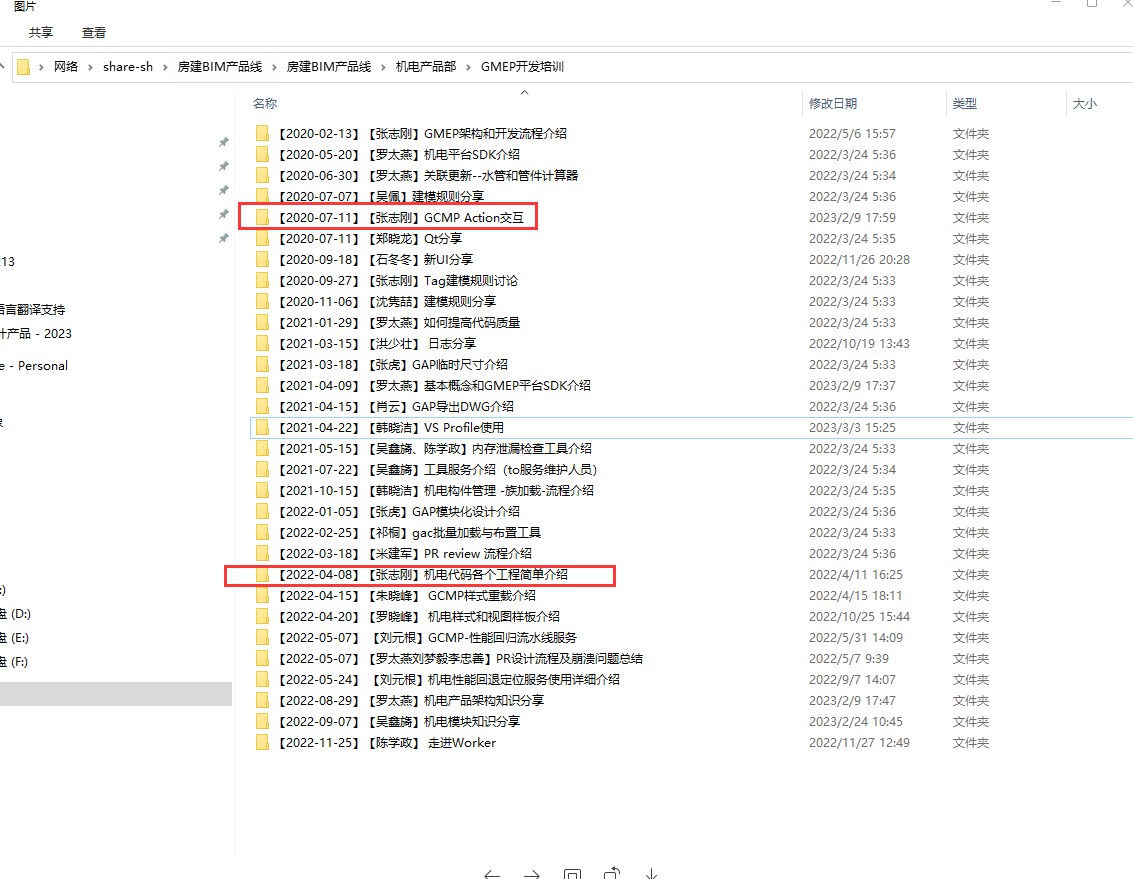 图片
共享 查看
网络 › share-sh › 房建BIM产品线 › 房建BIM产品线 › 机电产品部 › GMEP开发培训
名称 修改日期 类型 大小
【2020-02-13】【张志刚】GMEP架构和开发流程介绍 2022/5/6 15:57 文件夹
【2020-05-20】【罗太燕】机电平台SDK介绍 2022/3/24 5:36 文件夹
【2020-06-30】【罗太燕】关联更新--水管和管件计算器 2022/3/24 5:34 文件夹
【2020-07-07】【吴佩】建模规则分享 2022/3/24 5:36 文件夹
【2020-07-11】【张志刚】GCMP Action交互 2023/2/9 17:59 文件夹
【2020-07-11】【郑晓龙】Qt分享 2022/3/24 5:35 文件夹
【2020-09-18】【石冬冬】新UI分享 2022/11/26 20:28 文件夹
13
【2020-09-27】【张志刚】Tag建模规则讨论 2022/3/24 5:33 文件夹
【2020-11-06】【沈隽喆】建模规则分享 2022/3/24 5:33 文件夹
语言翻译支持
【2021-01-29】【罗太燕】如何提高代码质量 2022/3/24 5:33 文件夹
计产品 - 2023
【2021-03-15】【洪少壮】 日志分享 2022/10/19 13:43 文件夹
【2021-03-18】【张虎】GAP临时尺寸介绍 2022/3/24 5:33 文件夹
e - Personal
【2021-04-09】【罗太燕】基本概念和GMEP平台SDK介绍 2023/2/9 17:37 文件夹
【2021-04-15】【肖云】GAP导出DWG介绍 2022/3/24 5:36 文件夹
【2021-04-22】【韩晓洁】VS Profile使用 2023/3/3 15:25 文件夹
【2021-05-15】【吴鑫旖、陈学政】内存泄漏检查工具介绍 2022/3/24 5:33 文件夹
【2021-07-22】【吴鑫旖】工具服务介绍（to服务维护人员） 2022/3/24 5:34 文件夹
【2021-10-15】【韩晓洁】机电构件管理 -族加载-流程介绍 2022/3/24 5:35 文件夹
【2022-01-05】【张虎】GAP模块化设计介绍 2022/3/24 5:36 文件夹
【2022-02-25】【祁桐】gac批量加载与布置工具 2022/3/24 5:33 文件夹
【2022-03-18】【米建军】PR review 流程介绍 2022/3/24 5:36 文件夹
【2022-04-08】【张志刚】机电代码各个工程简单介绍 2022/4/11 16:25 文件夹
:)
【2022-04-15】【朱晓峰】 GCMP样式重载介绍 2022/4/15 18:11 文件夹
盘 (D:)
【2022-04-20】【罗晓峰】 机电样式和视图样板介绍 2022/10/25 15:44 文件夹
盘 (E:)
【2022-05-07】 【刘元根】GCMP-性能回归流水线服务 2022/5/31 14:09 文件夹
盘 (F:)
【2022-05-07】【罗太燕刘梦毅李忠善】PR设计流程及崩溃问题总结 2022/5/7 9:39 文件夹
【2022-05-24】 【刘元根】机电性能回退定位服务使用详细介绍 2022/9/7 14:07 文件夹
【2022-08-29】【罗太燕】机电产品架构知识分享 2023/2/9 17:47 文件夹
【2022-09-07】【吴鑫旖】机电模块知识分享 2023/2/24 10:45 文件夹
【2022-11-25】【陈学政】 走进Worker 2022/11/27 12:49 文件夹